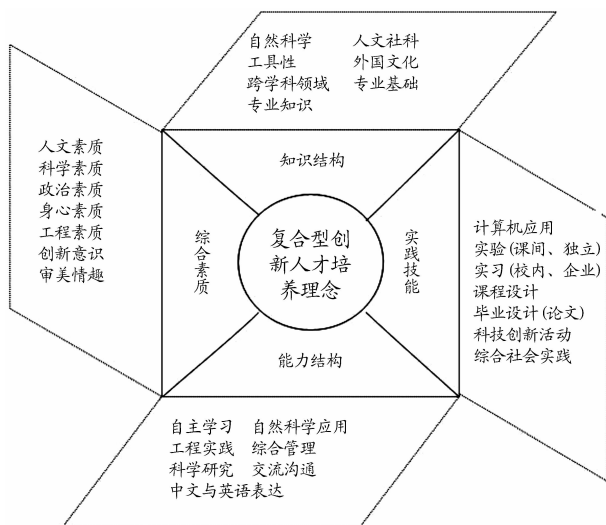 自然科学 人文社科
工具性 外国文化
跨学科领域 专业基础
专业知识
知识结构
人文素质
科学素质
政治素质
身心素质
工程素质
创新意识
审美情趣
综合素质
复合型创
新人才培
养理念
实践技能
计算机应用
实验(课间、独立)
实习(校内、企业)
课程设计
毕业设计(论文)
科技创新活动
综合社会实践
能力结构
自主学习 自然科学应用
工程实践 综合管理
科学研究 交流沟通
中文与英语表达